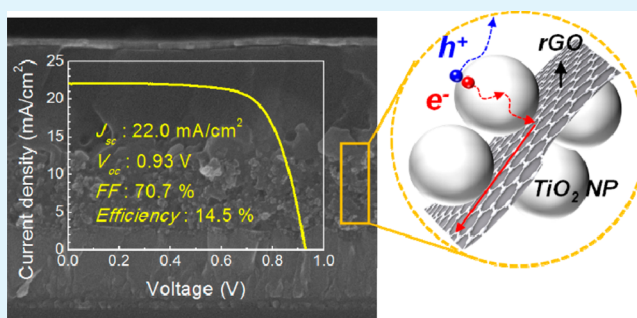 Current density (mA/cm²)
25
20
15
10
5
0
J_sc : 22.0 mA/cm²
V_oc : 0.93 V
FF : 70.7 %
Efficiency : 14.5 %
0.0 0.2 0.4 0.6 0.8 1.0
Voltage (V)
h⁺
e⁻
rGO
TiO₂ NP